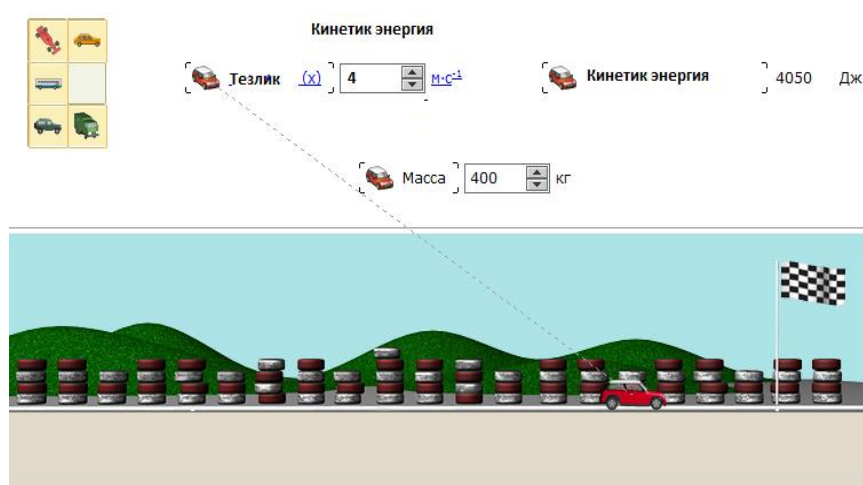 Кинетик энергия
Тезлик (x) 4 м·с⁻¹ Кинетик энергия 4050 Дж
Масса 400 кг